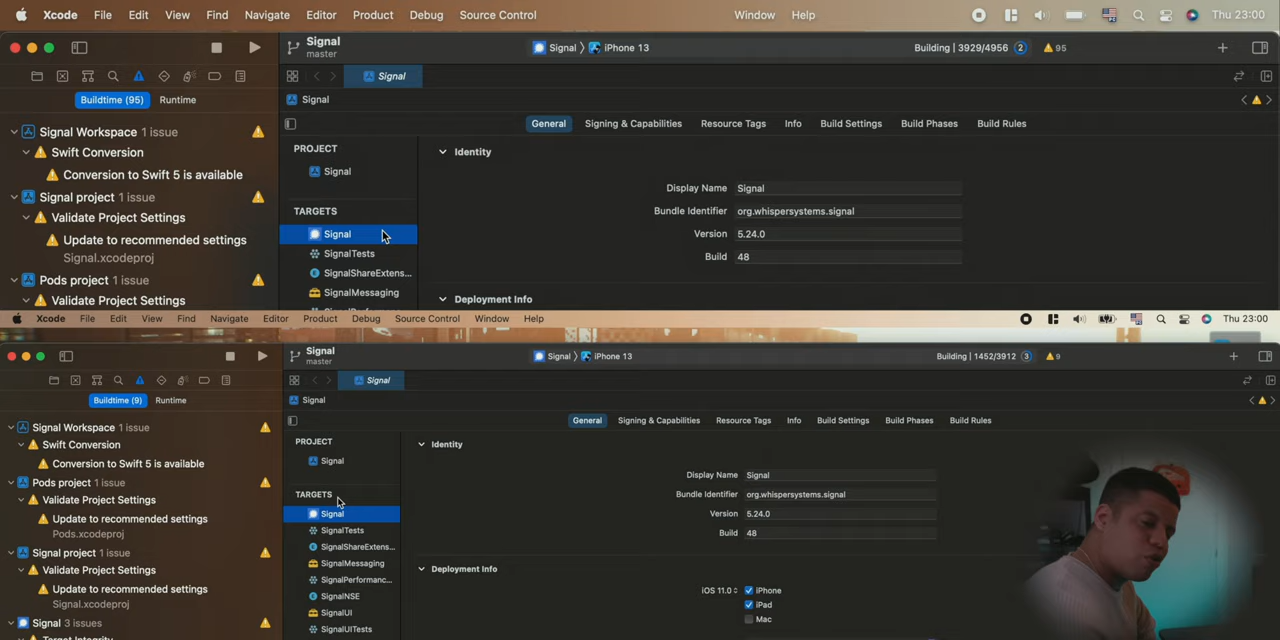 Xcode File Edit View Find Navigate Editor Product Debug Source Control Window Help Thu 23:00
Signal
master
Signal iPhone 13
Building | 3929/4956 2 95
Signal
Buildtime (95) Runtime
Signal
General Signing & Capabilities Resource Tags Info Build Settings Build Phases Build Rules
Signal Workspace 1 issue
Swift Conversion
Conversion to Swift 5 is available
Signal project 1 issue
Validate Project Settings
Update to recommended settings
Signal.xcodeproj
Pods project 1 issue
Validate Project Settings
PROJECT
Signal
TARGETS
Signal
SignalTests
SignalShareExtens...
SignalMessaging
Identity
Display Name Signal
Bundle Identifier org.whispersystems.signal
Version 5.24.0
Build 48
Deployment Info
Xcode File Edit View Find Navigate Editor Product Debug Source Control Window Help Thu 23:00
Signal
master
Signal iPhone 13
Building | 1452/3912 3 9
Signal
Buildtime (9) Runtime
Signal
General Signing & Capabilities Resource Tags Info Build Settings Build Phases Build Rules
Signal Workspace 1 issue
Swift Conversion
Conversion to Swift 5 is available
Pods project 1 issue
Validate Project Settings
Update to recommended settings
Pods.xcodeproj
Signal project 1 issue
Validate Project Settings
Update to recommended settings
Signal.xcodeproj
Signal 3 issues
Target Integrity
PROJECT
Signal
TARGETS
Signal
SignalTests
SignalShareExtens...
SignalMessaging
SignalPerformanc...
SignalNSE
SignalUI
SignalUITests
Identity
Display Name Signal
Bundle Identifier org.whispersystems.signal
Version 5.24.0
Build 48
Deployment Info
iOS 11.0 iPhone
iPad
Mac